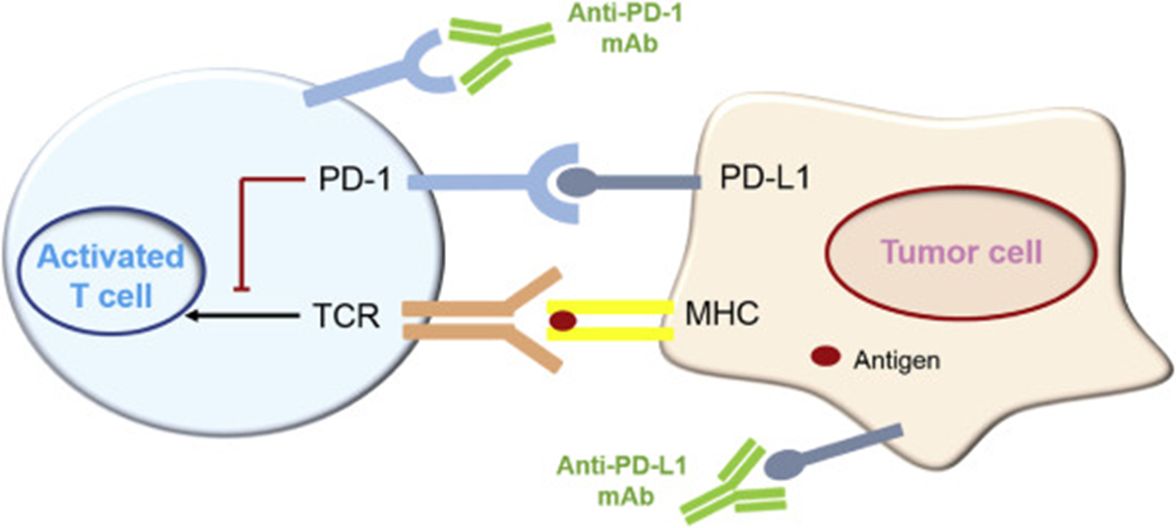 Anti-PD-1
mAb
PD-1
PD-L1
Activated
T cell
Tumor cell
TCR
MHC
Antigen
Anti-PD-L1
mAb